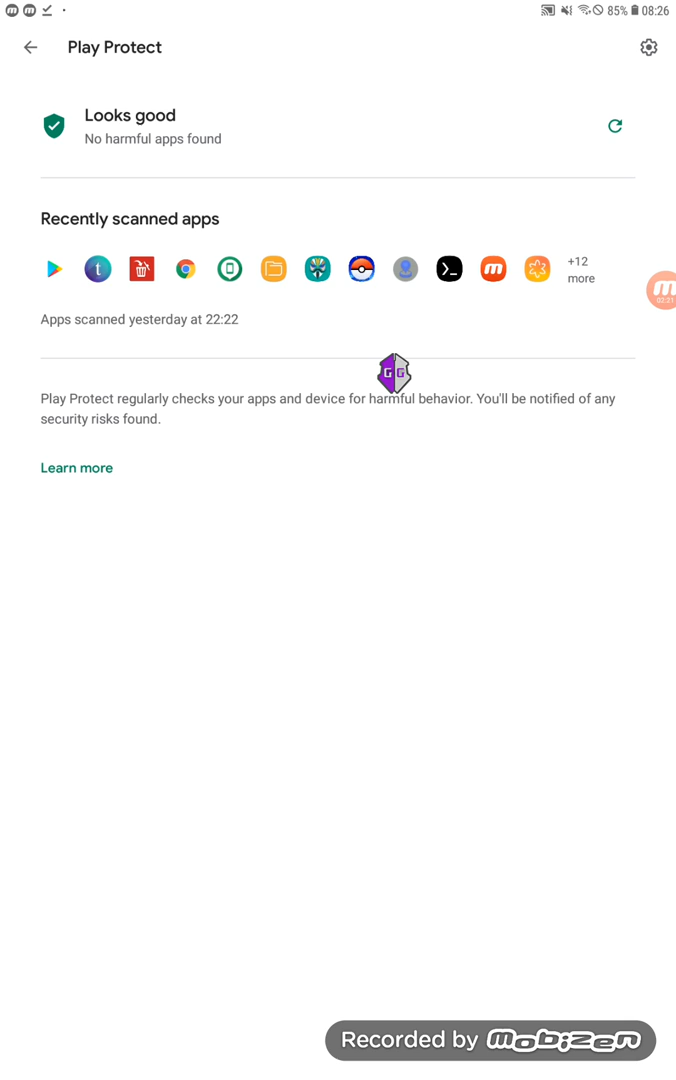 85% 08:26
Play Protect
Looks good
No harmful apps found
Recently scanned apps
+12
more
02:21
Apps scanned yesterday at 22:22
G G
Play Protect regularly checks your apps and device for harmful behavior. You'll be notified of any
security risks found.
Learn more
Recorded by mobizen